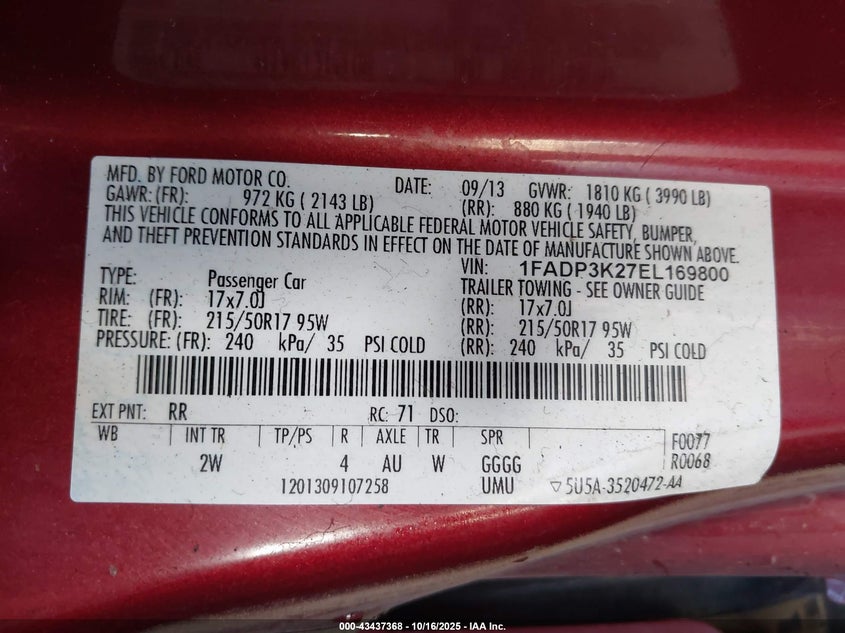 MFD. BY FORD MOTOR CO. DATE: 09/13 GVWR: 1810 KG ( 3990 LB)
GAWR: (FR): 972 KG ( 2143 LB) (RR): 880 KG ( 1940 LB)
THIS VEHICLE CONFORMS TO ALL APPLICABLE FEDERAL MOTOR VEHICLE SAFETY, BUMPER,
AND THEFT PREVENTION STANDARDS IN EFFECT ON THE DATE OF MANUFACTURE SHOWN ABOVE.
VIN: 1FADP3K27EL169800
TYPE: Passenger Car TRAILER TOWING - SEE OWNER GUIDE
RIM: (FR): 17x7.0J (RR): 17x7.0J
TIRE: (FR): 215/50R17 95W (RR): 215/50R17 95W
PRESSURE: (FR): 240 kPa/ 35 PSI COLD (RR): 240 kPa/ 35 PSI COLD
EXT PNT: RR RC: 71 DSO:
WB INT TR TP/PS R AXLE TR SPR F0077
2W 4 AU W GGGG R0068
1201309107258 UMU ▽5U5A-3520472-AA
000-43437368 | 10/16/2025 - IAA Inc.